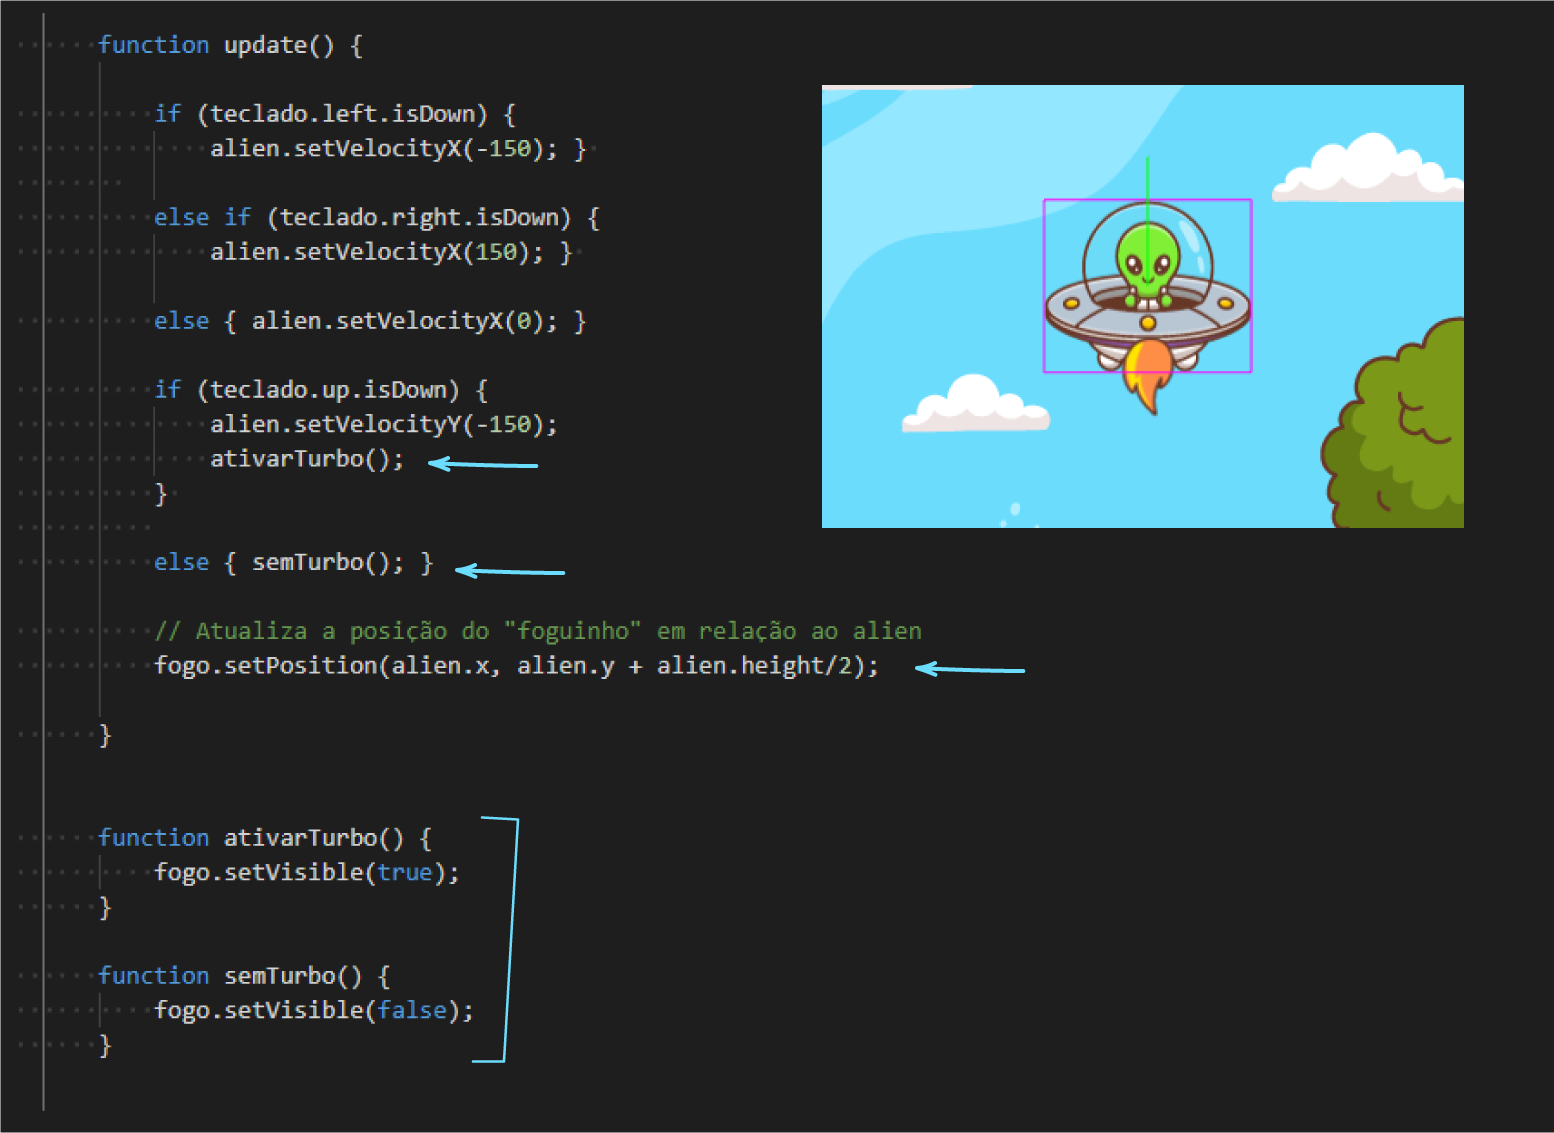 function update() {
if (teclado.left.isDown) {
alien.setVelocityX(-150); }
else if (teclado.right.isDown) {
alien.setVelocityX(150); }
else { alien.setVelocityX(0); }
if (teclado.up.isDown) {
alien.setVelocityY(-150);
ativarTurbo();
}
else { semTurbo(); }
// Atualiza a posição do "foguinho" em relação ao alien
fogo.setPosition(alien.x, alien.y + alien.height/2);
}
function ativarTurbo() {
fogo.setVisible(true);
}
function semTurbo() {
fogo.setVisible(false);
}